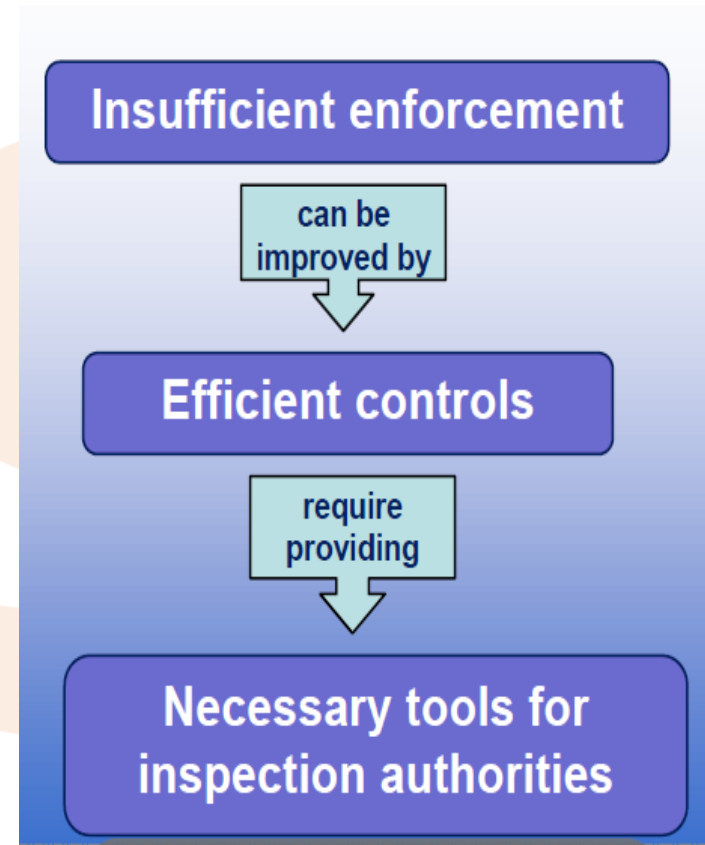 Insufficient enforcement
can be
improved by
Efficient controls
require
providing
Necessary tools for
inspection authorities